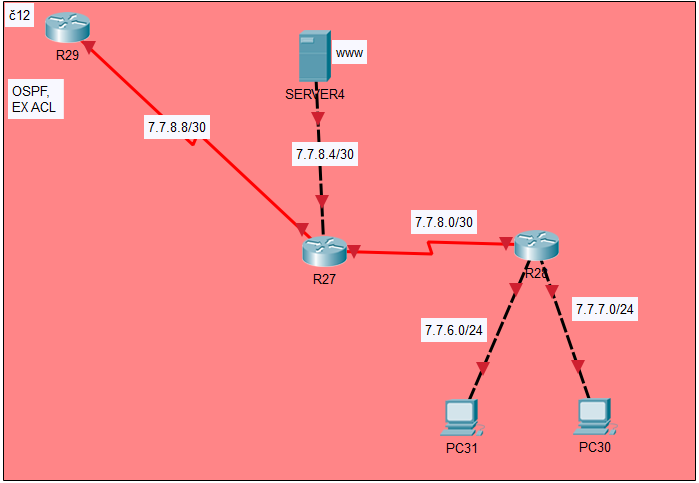 č12
R29
www
SERVER4
OSPF,
EX ACL
7.7.8.8/30
7.7.8.4/30
7.7.8.0/30
R27
R28
7.7.6.0/24
7.7.7.0/24
PC31
PC30